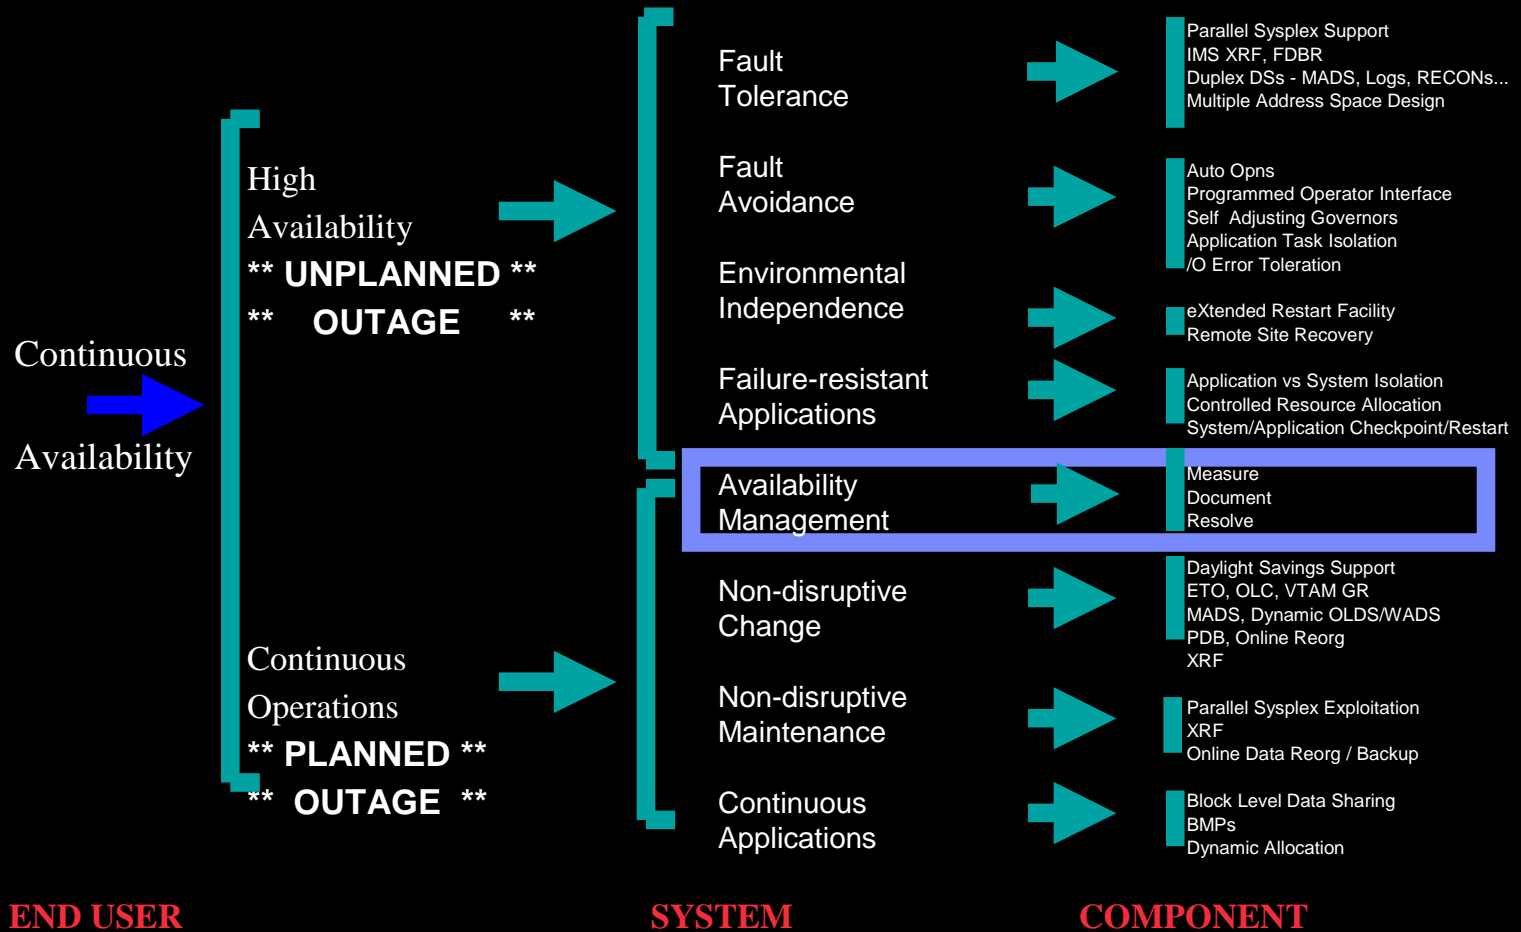 Continuous
Availability
High
Availability
** UNPLANNED **
** OUTAGE **
Continuous
Operations
** PLANNED **
** OUTAGE **
Fault
Tolerance
Parallel Sysplex Support
IMS XRF, FDBR
Duplex DSs - MADS, Logs, RECONs...
Multiple Address Space Design
Fault
Avoidance
Auto Opns
Programmed Operator Interface
Self Adjusting Governors
Application Task Isolation
/O Error Toleration
Environmental
Independence
eXtended Restart Facility
Remote Site Recovery
Failure-resistant
Applications
Application vs System Isolation
Controlled Resource Allocation
System/Application Checkpoint/Restart
Availability
Management
Measure
Document
Resolve
Non-disruptive
Change
Daylight Savings Support
ETO, OLC, VTAM GR
MADS, Dynamic OLDS/WADS
PDB, Online Reorg
XRF
Non-disruptive
Maintenance
Parallel Sysplex Exploitation
XRF
Online Data Reorg / Backup
Continuous
Applications
Block Level Data Sharing
BMPs
Dynamic Allocation
END USER
SYSTEM
COMPONENT